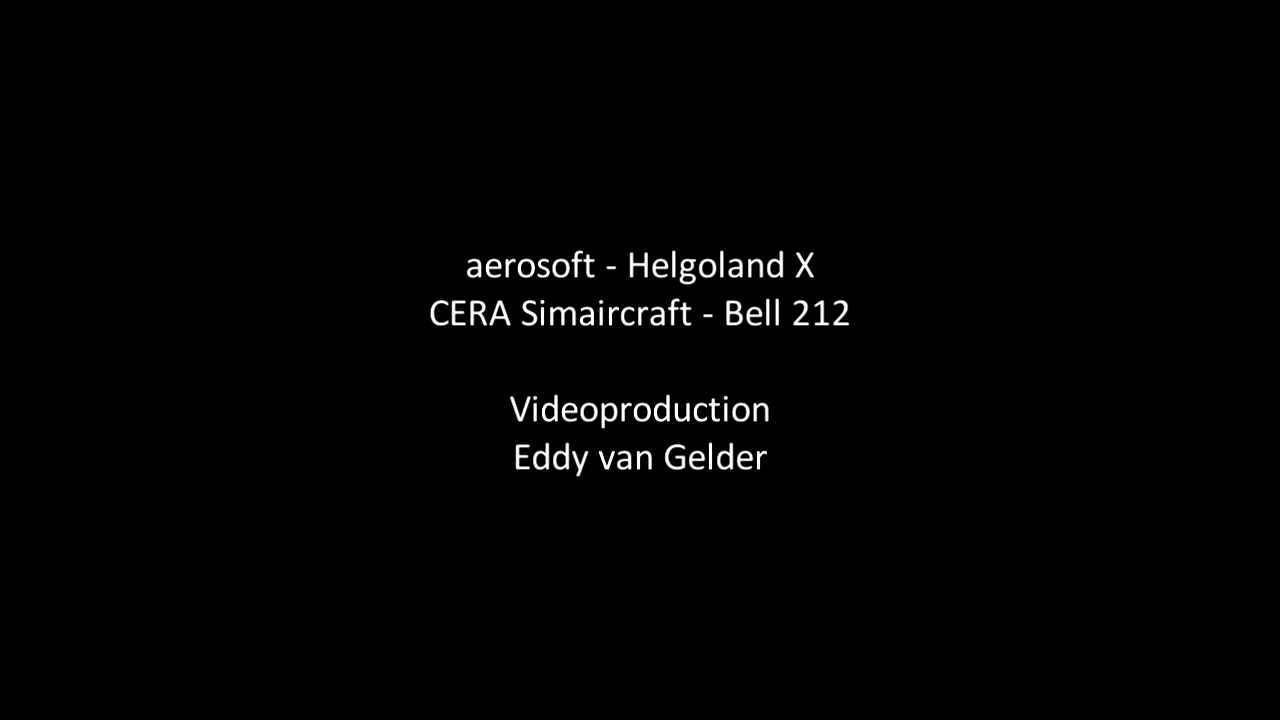 aerosoft - Helgoland X
CERA Simaircraft - Bell 212
Videoproduction
Eddy van Gelder